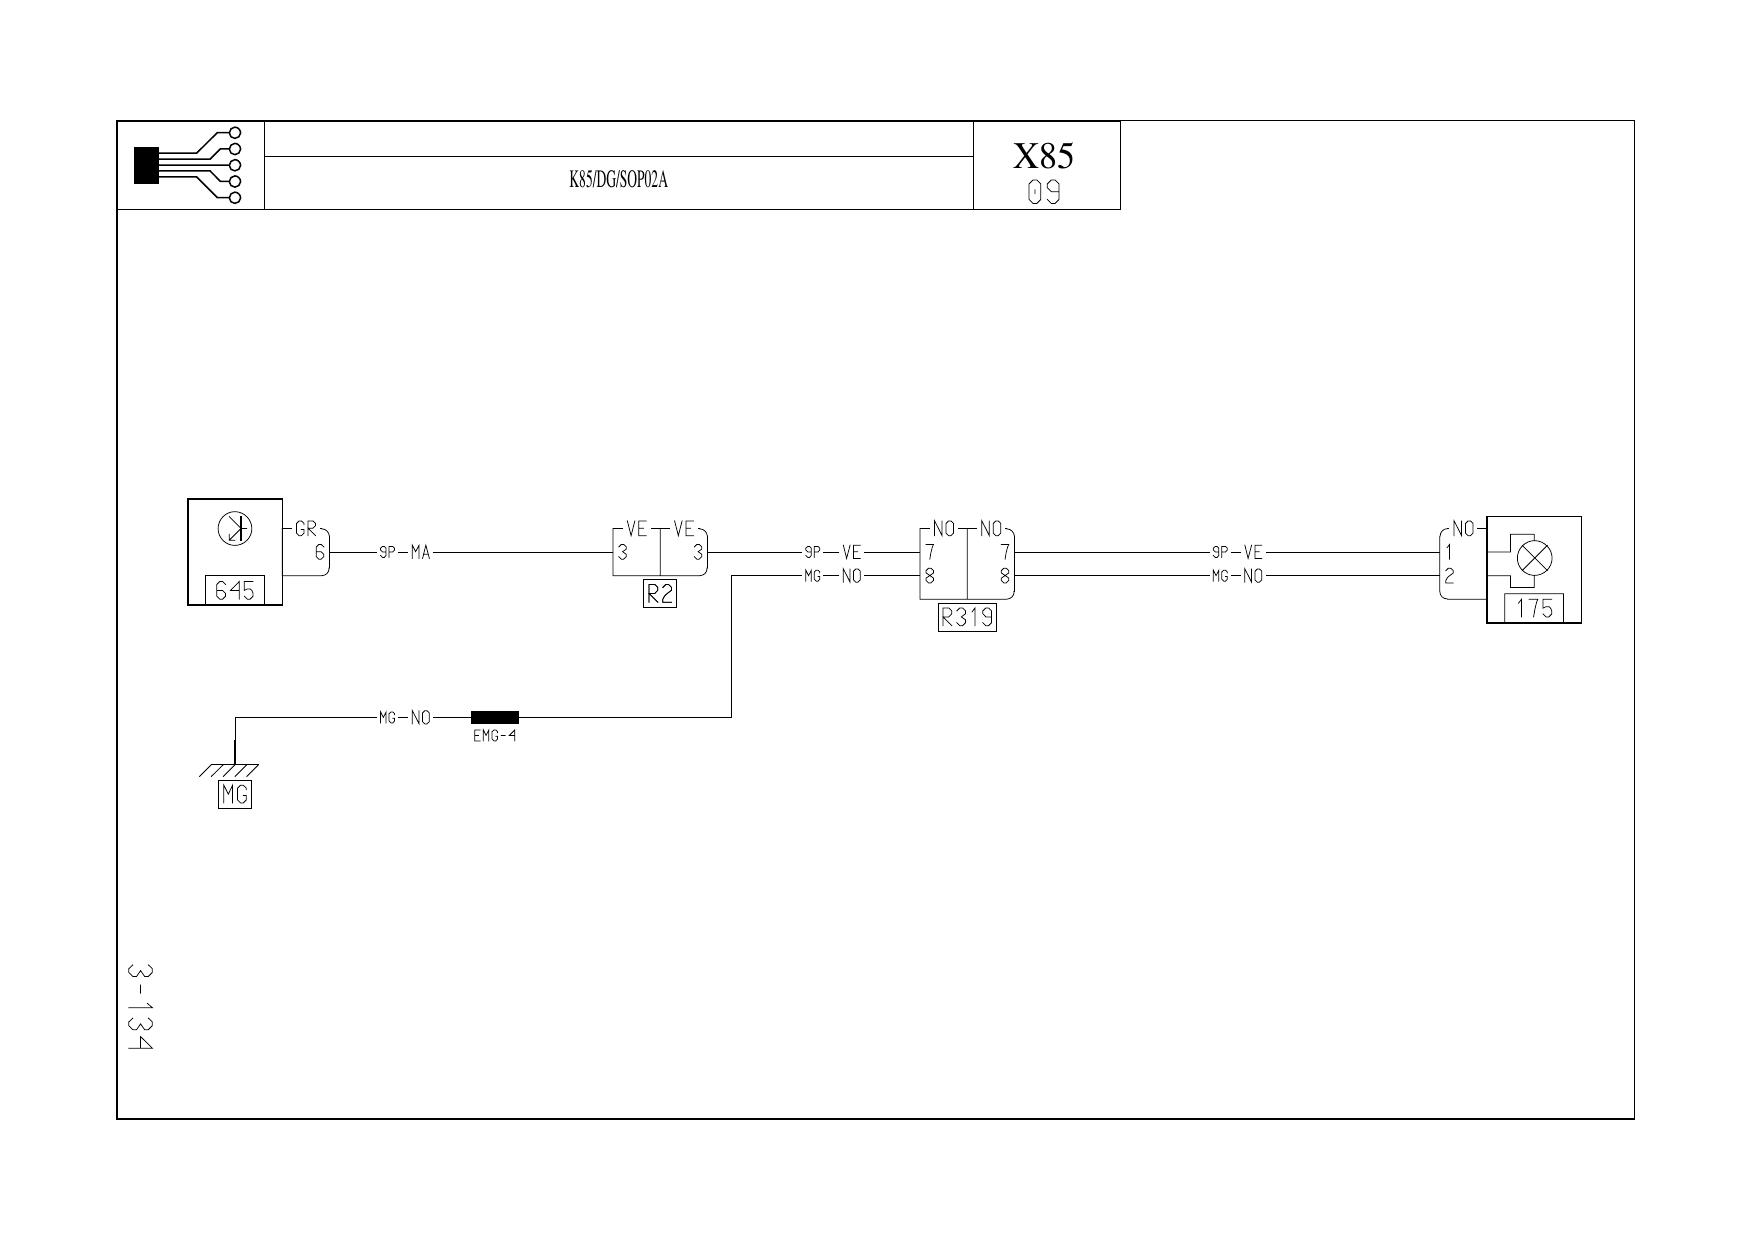 X85
K85/DG/SOP02A
09
GR
VE VE
NO NO
NO
6
9P-MA
3 3
9P-VE
7 7
9P-VE
1
MG-NO
8 8
MG-NO
2
645
R2
R319
175
MG-NO
EMG-4
MG
3-134